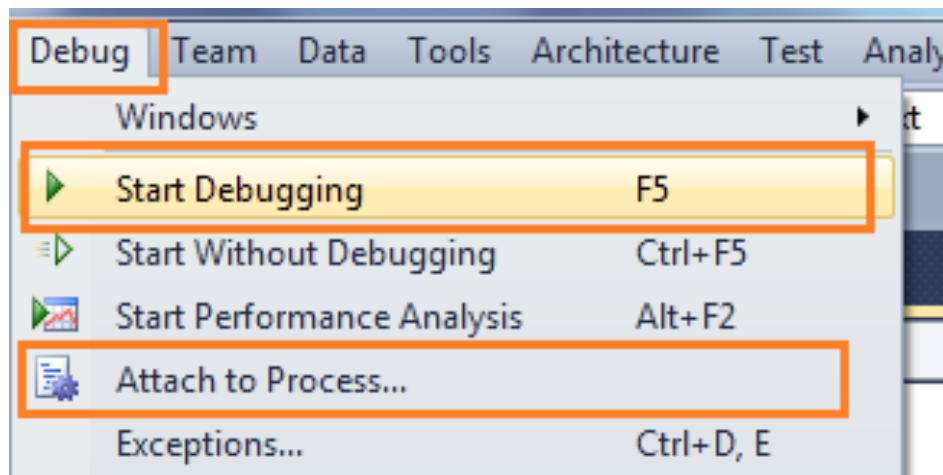 Debug Team Data Tools Architecture Test Analy
Windows
Start Debugging F5
Start Without Debugging Ctrl+F5
Start Performance Analysis Alt+F2
Attach to Process...
Exceptions... Ctrl+D, E